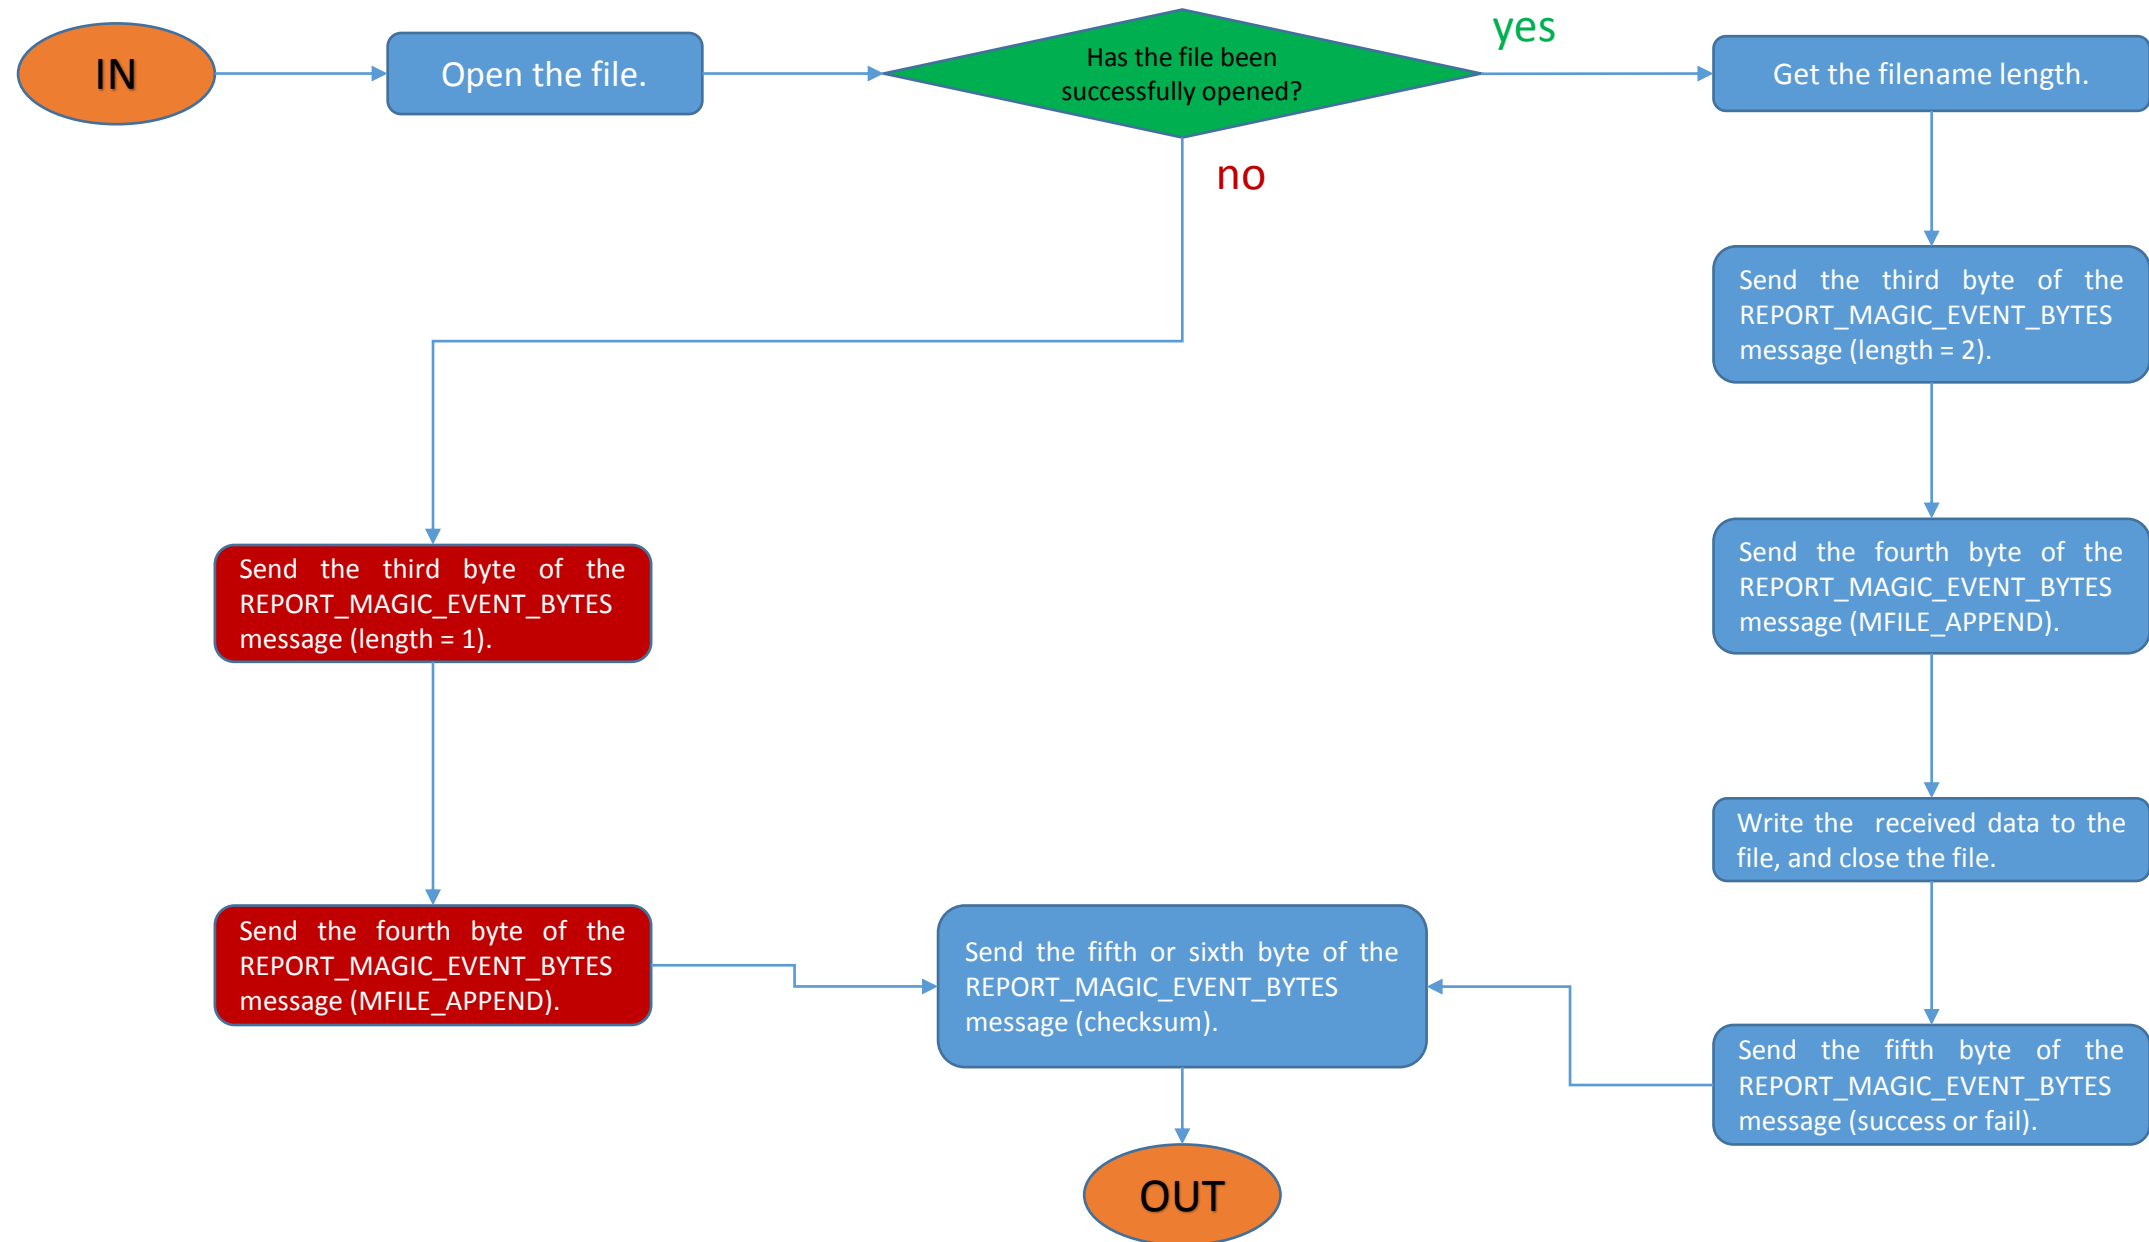 IN
Open the file.
Has the file been
successfully opened?
yes
Get the filename length.
no
Send the third byte of the
REPORT_MAGIC_EVENT_BYTES
message (length = 2).
Send the fourth byte of the
REPORT_MAGIC_EVENT_BYTES
message (MFILE_APPEND).
Send the third byte of the
REPORT_MAGIC_EVENT_BYTES
message (length = 1).
Write the received data to the
file, and close the file.
Send the fourth byte of the
REPORT_MAGIC_EVENT_BYTES
message (MFILE_APPEND).
Send the fifth or sixth byte of the
REPORT_MAGIC_EVENT_BYTES
message (checksum).
Send the fifth byte of the
REPORT_MAGIC_EVENT_BYTES
message (success or fail).
OUT